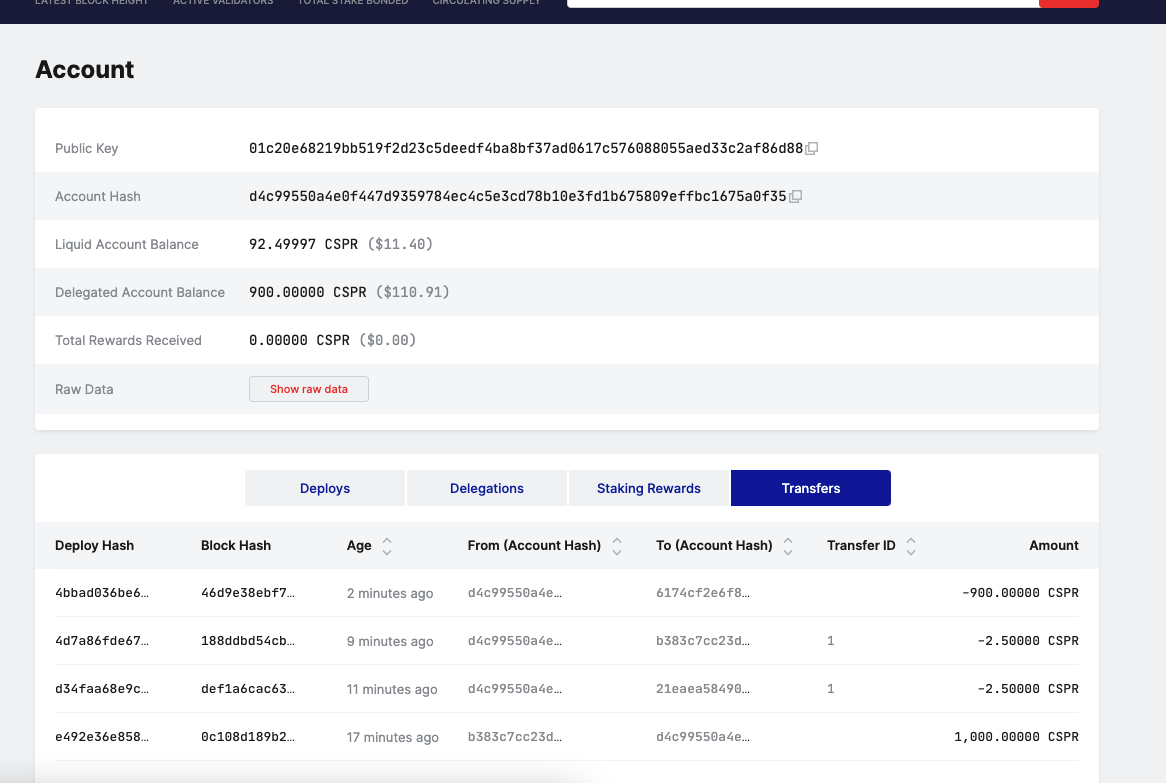 LATEST BLOCK HEIGHT ACTIVE VALIDATORS TOTAL STAKE BONDED CIRCULATING SUPPLY
Account
Public Key 01c20e68219bb519f2d23c5deedf4ba8bf37ad0617c576088055aed33c2af86d88
Account Hash d4c99550a4e0f447d9359784ec4c5e3cd78b10e3fd1b675809effbc1675a0f35
Liquid Account Balance 92.49997 CSPR ($11.40)
Delegated Account Balance 900.00000 CSPR ($110.91)
Total Rewards Received 0.00000 CSPR ($0.00)
Raw Data Show raw data
Deploys Delegations Staking Rewards Transfers
Deploy Hash Block Hash Age From (Account Hash) To (Account Hash) Transfer ID Amount
4bbad036be6… 46d9e38ebf7… 2 minutes ago d4c99550a4e… 6174cf2e6f8… -900.00000 CSPR
4d7a86fde67… 188ddbd54cb… 9 minutes ago d4c99550a4e… b383c7cc23d… 1 -2.50000 CSPR
d34faa68e9c… def1a6cac63… 11 minutes ago d4c99550a4e… 21eaea58490… 1 -2.50000 CSPR
e492e36e858… 0c108d189b2… 17 minutes ago b383c7cc23d… d4c99550a4e… 1,000.00000 CSPR